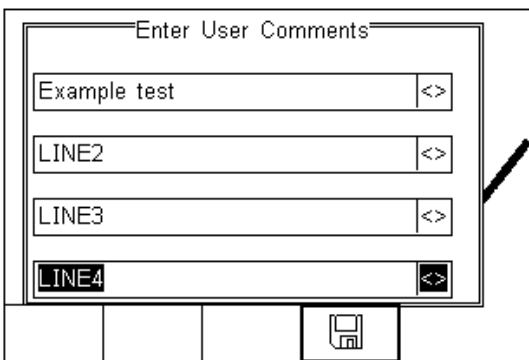 Enter User Comments
Example test <>
LINE2 <>
LINE3 <>
LINE4 <>